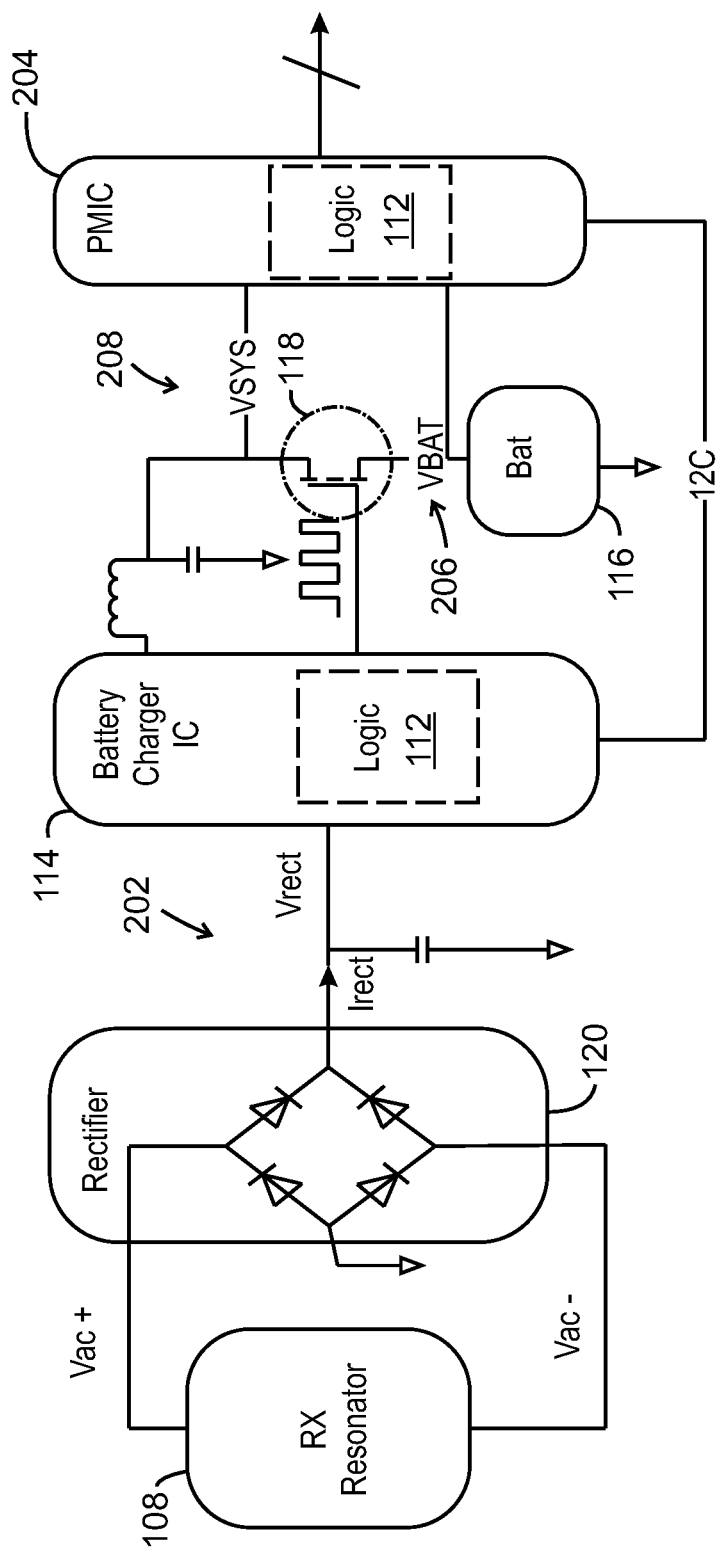 108
RX
Resonator
Vac +
Vac -
Rectifier
120
202
Irect
Vrect
114
Battery
Charger
IC
Logic
112
208
VSYS
118
206
VBAT
Bat
116
12C
204
PMIC
Logic
112